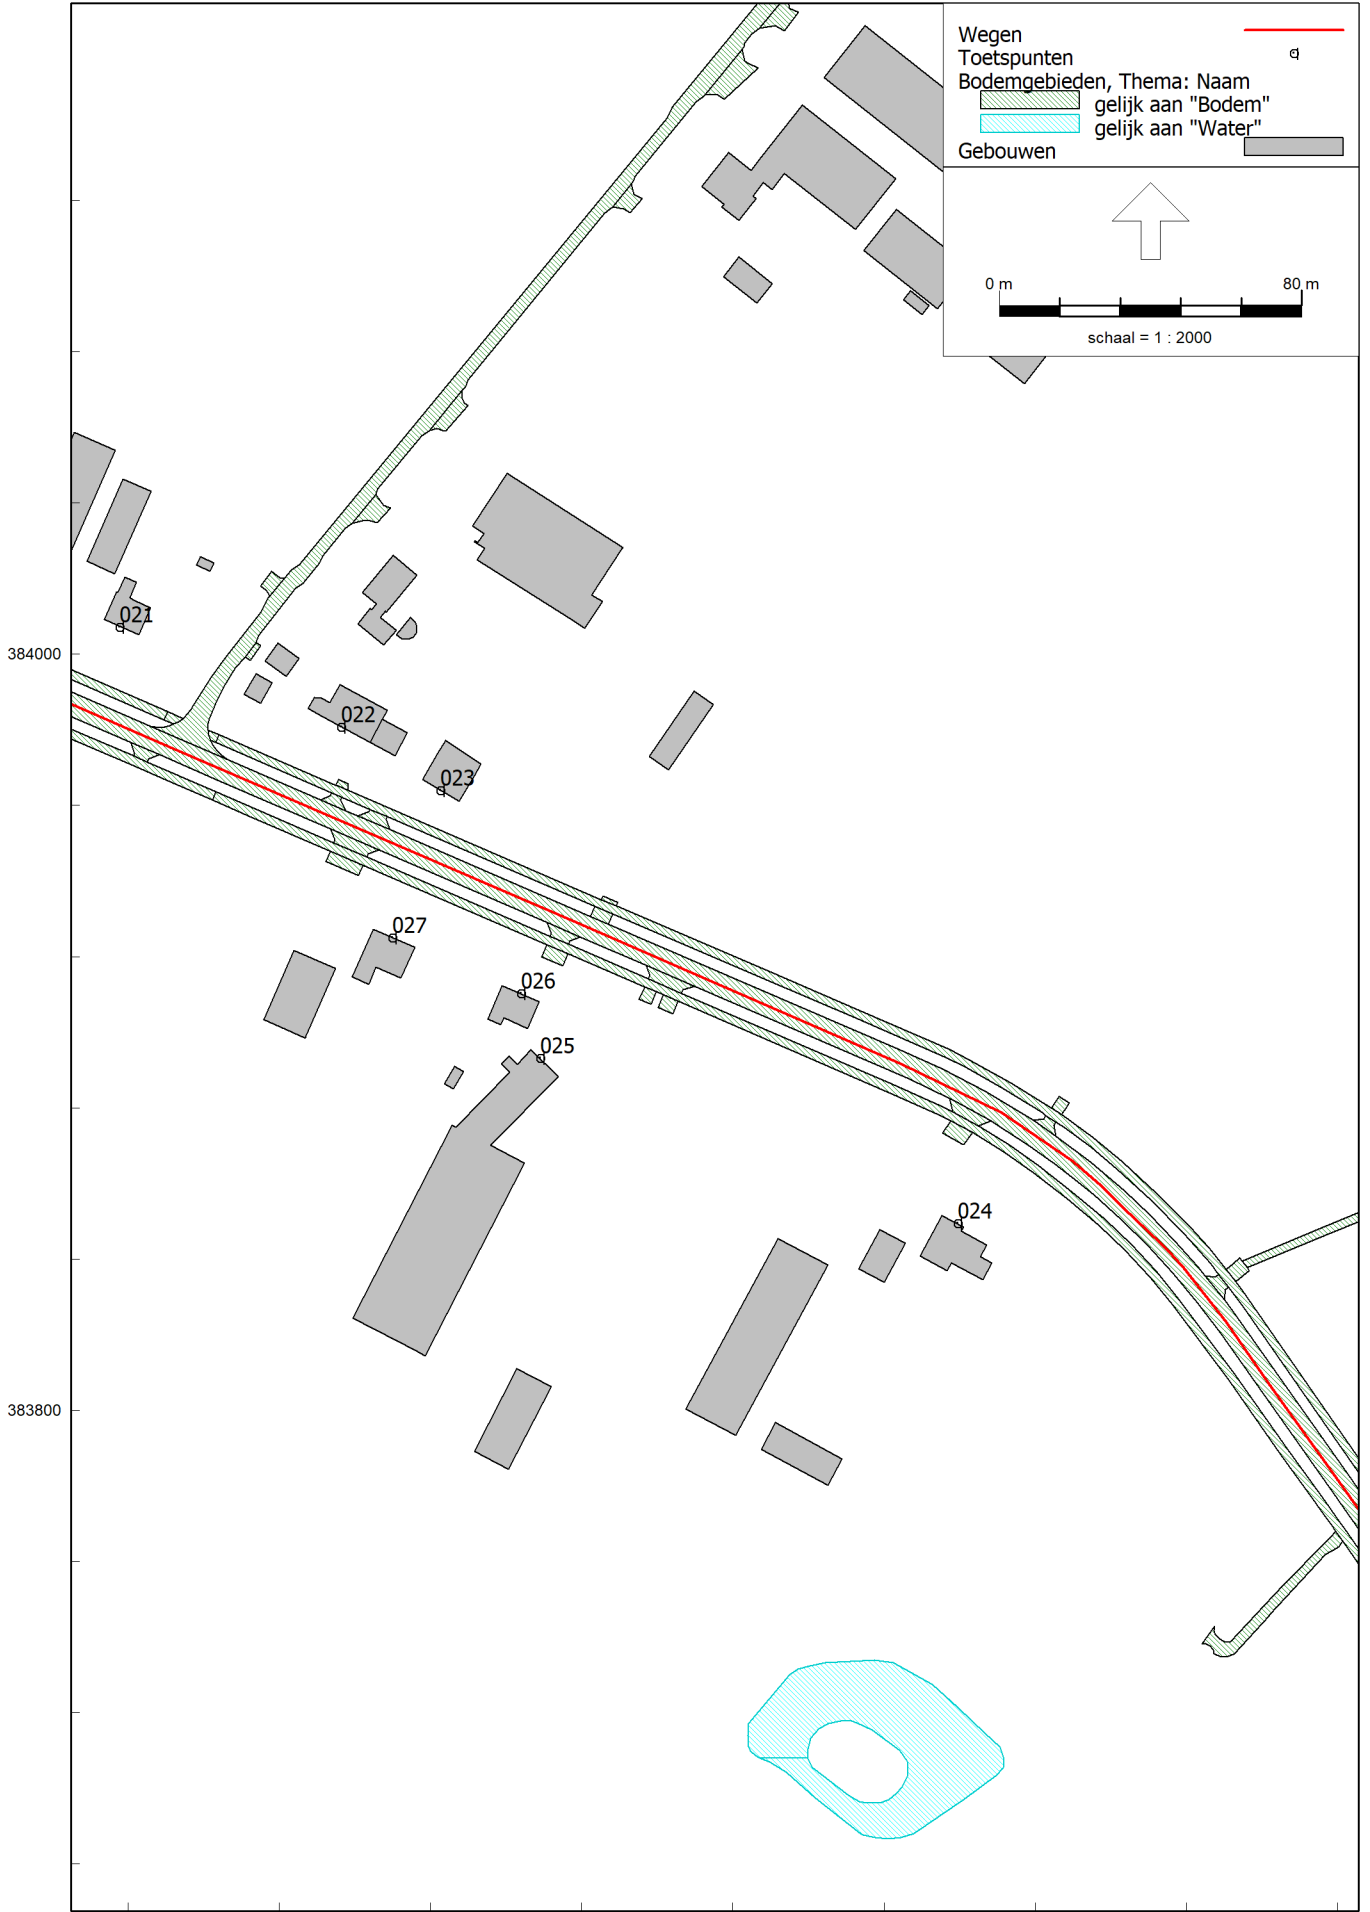 Wegen
Toetspunten
Bodemgebieden, Thema: Naam
gelijk aan "Bodem"
gelijk aan "Water"
Gebouwen
0 m 80 m
schaal = 1 : 2000
021
384000
022
023
027
026
025
024
383800